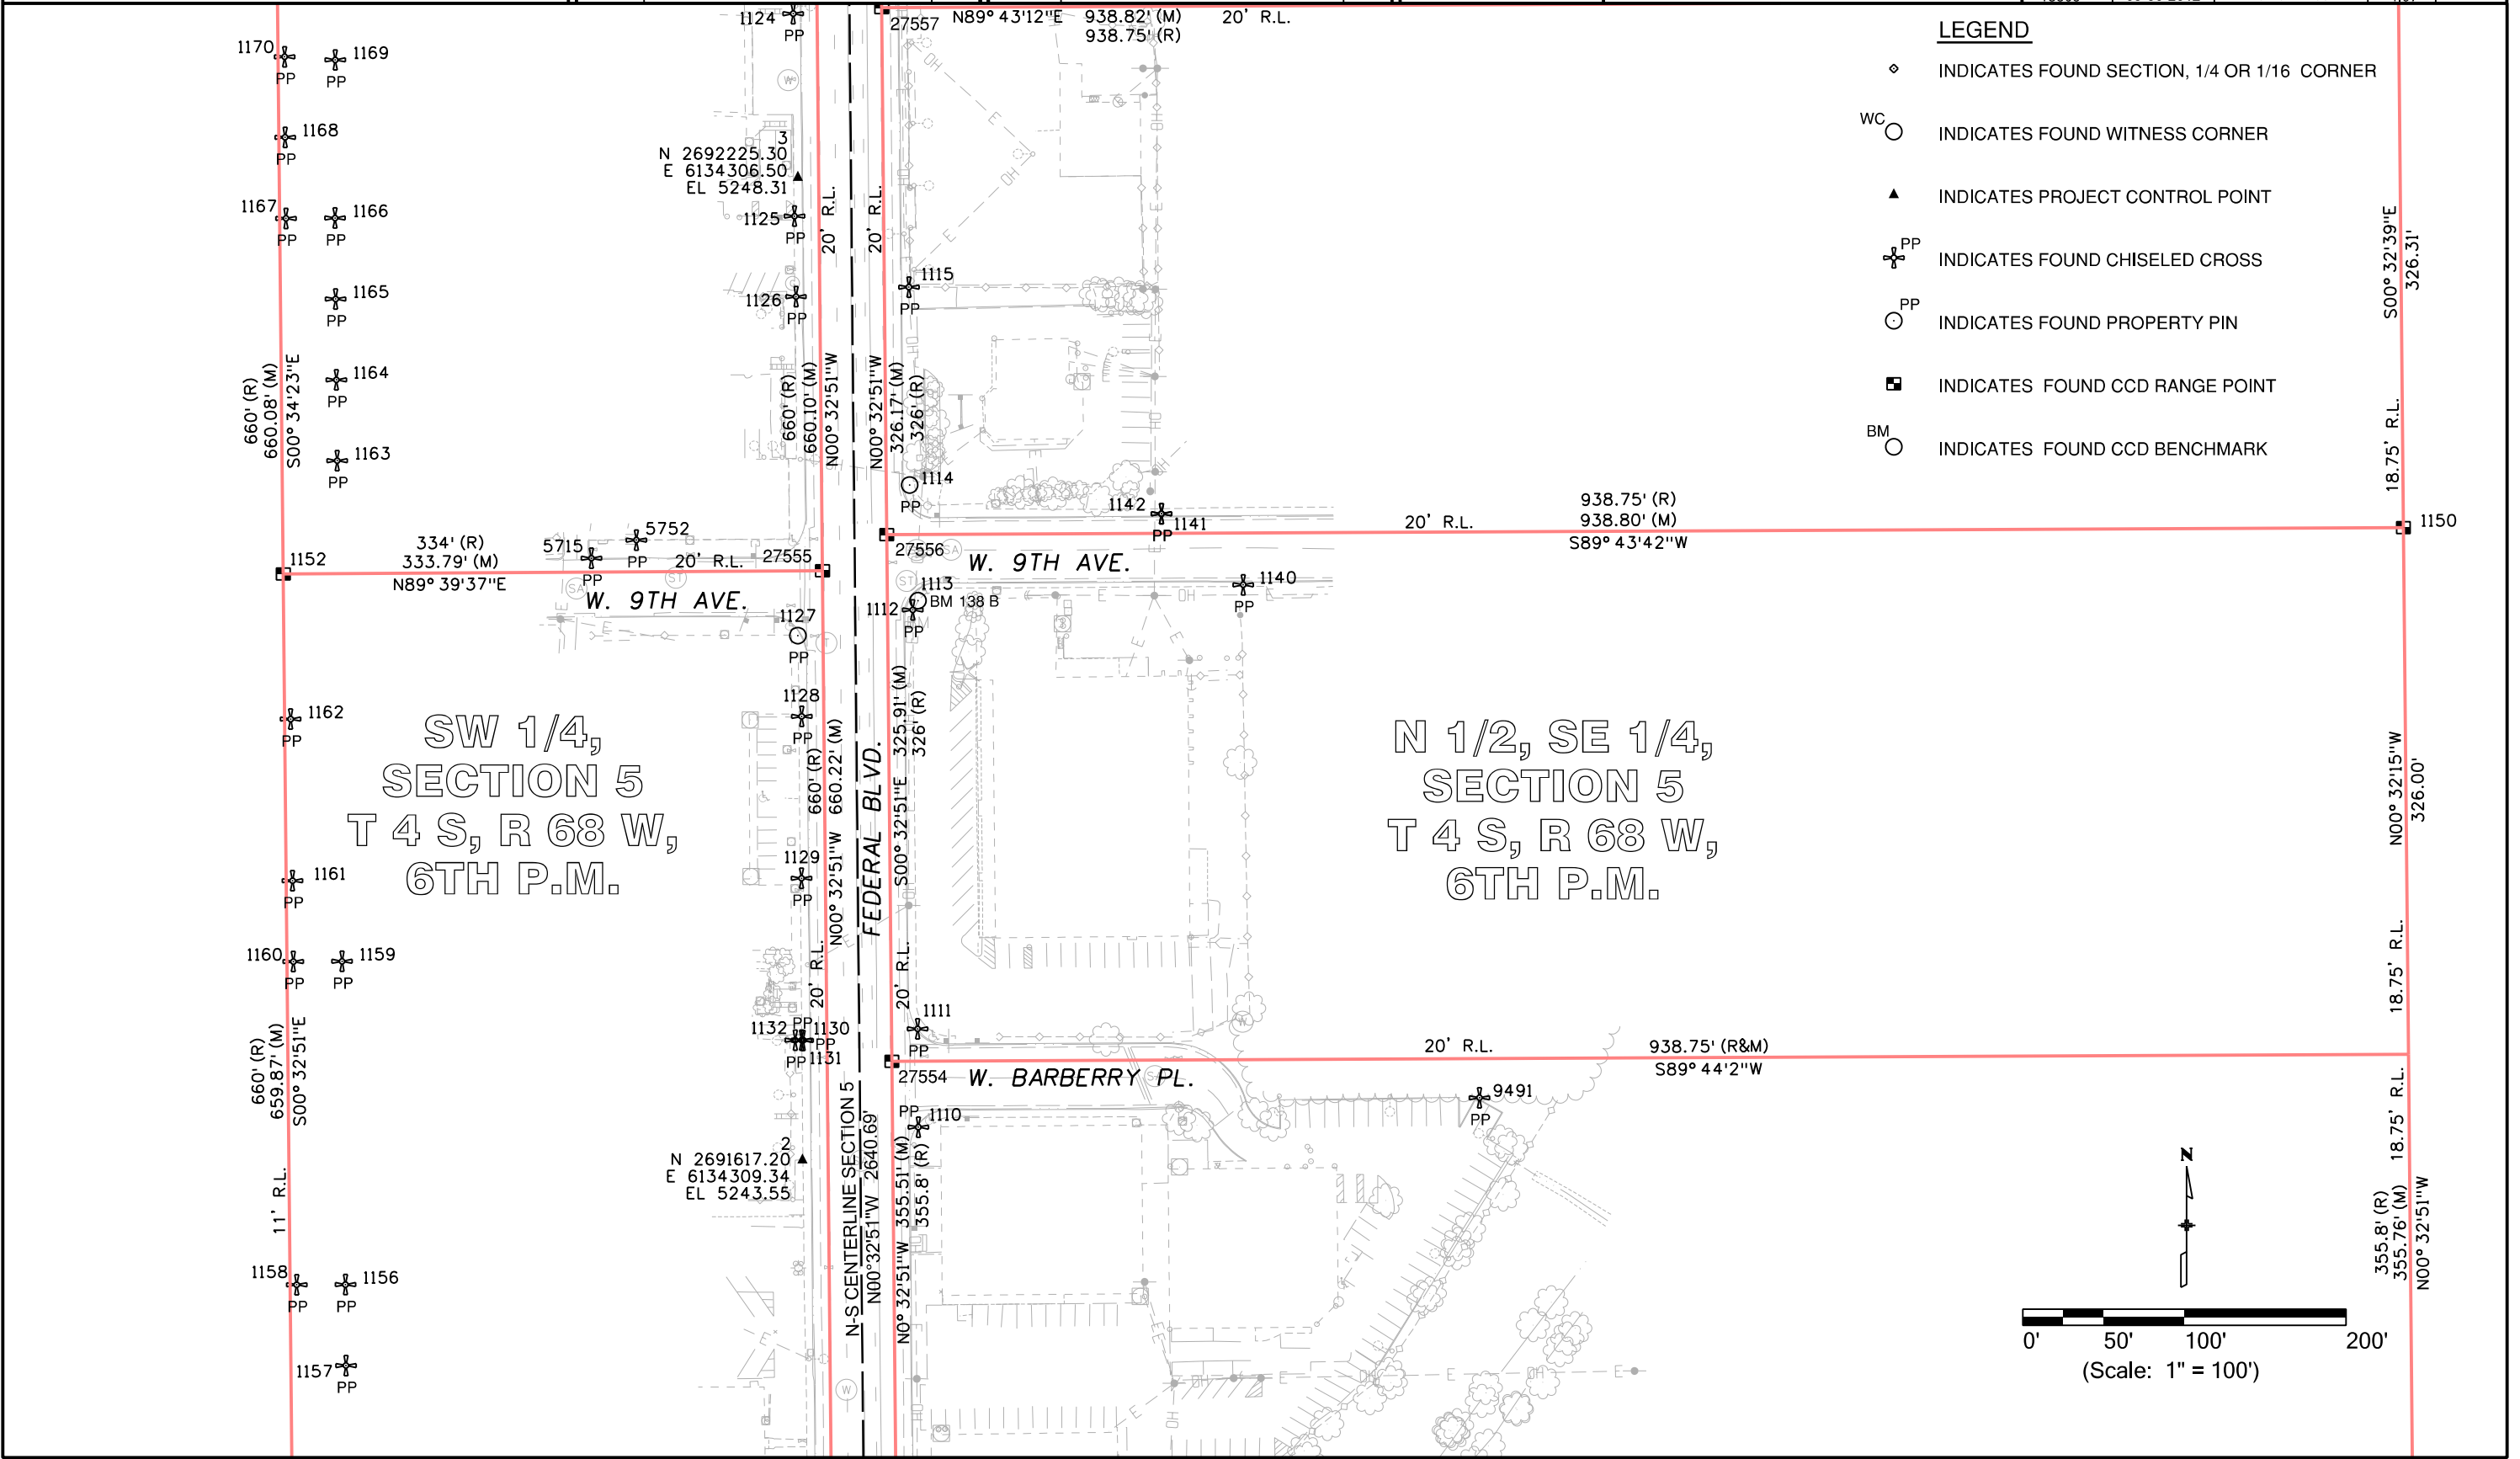 1124
PP
27557
N89° 43'12"E 938.82' (M) 20' R.L.
938.75' (R)
LEGEND
INDICATES FOUND SECTION, 1/4 OR 1/16 CORNER
WC
INDICATES FOUND WITNESS CORNER
INDICATES PROJECT CONTROL POINT
PP
INDICATES FOUND CHISELED CROSS
PP
INDICATES FOUND PROPERTY PIN
INDICATES FOUND CCD RANGE POINT
BM
INDICATES FOUND CCD BENCHMARK
1170
PP
1169
PP
1168
PP
1167
PP
1166
PP
1165
PP
1164
PP
1163
PP
660' (R)
660.08' (M)
S00° 34'23"E
3
N 2692225.30
E 6134306.50
EL 5248.31
1125
PP
1126
PP
20' R.L.
20' R.L.
1115
PP
660' (R)
660.10' (M)
N00° 32'51"W
N00° 32'51"W
326.17' (M)
326' (R)
1114
PP
1142
1141
PP
S00° 32'39"E
326.31'
18.75' R.L.
938.75' (R)
20' R.L. 938.80' (M)
S89° 43'42"W
1150
1152
334' (R)
333.79' (M)
N89° 39'37"E
5715
PP
5752
PP
20' R.L.
27555
27556
W. 9TH AVE.
W. 9TH AVE.
1113
BM 138 B
1112
PP
1140
PP
1127
PP
1128
PP
1162
PP
SW 1/4,
SECTION 5
T 4 S, R 68 W,
6TH P.M.
N 1/2, SE 1/4,
SECTION 5
T 4 S, R 68 W,
6TH P.M.
660' (R)
N00° 32'51"W 660.22' (M)
FEDERAL BLVD.
S00° 32'51"E 325.91' (M)
326' (R)
N00° 32'15"W
326.00'
1129
PP
1161
PP
1160
PP
1159
PP
20' R.L.
20' R.L.
18.75' R.L.
1111
PP
1132
PP
1130
PP
PP
1131
660' (R)
659.87' (M)
S00° 32'51"E
20' R.L.
938.75' (R&M)
S89° 44'2"W
27554
W. BARBERRY PL.
PP
1110
9491
PP
18.75' R.L.
2
N 2691617.20
E 6134309.34
EL 5243.55
N-S CENTERLINE SECTION 5
N00°32'51"W 2640.69'
N0° 32'51"W 355.51' (M)
355.8' (R)
11' R.L.
355.8' (R)
355.76' (M)
N00° 32'51"W
1158
PP
1156
PP
1157
PP
N
0' 50' 100' 200'
(Scale: 1" = 100')